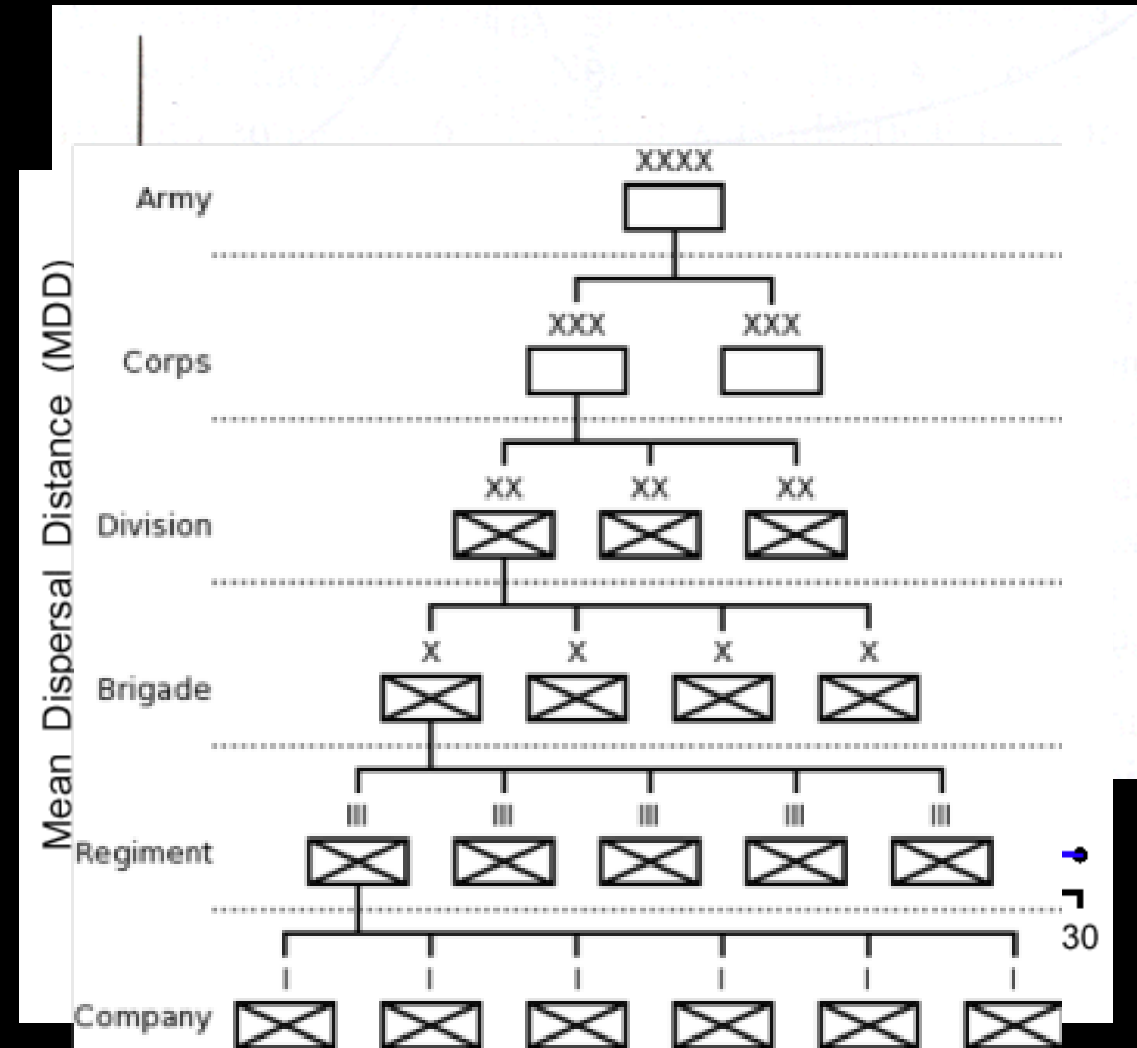 XXXX
Army
XXX XXX
Corps
XX XX XX
Division
X X X X
Brigade
III III III III III
Regiment
I I I I I I
Company
Mean Dispersal Distance (MDD)
30